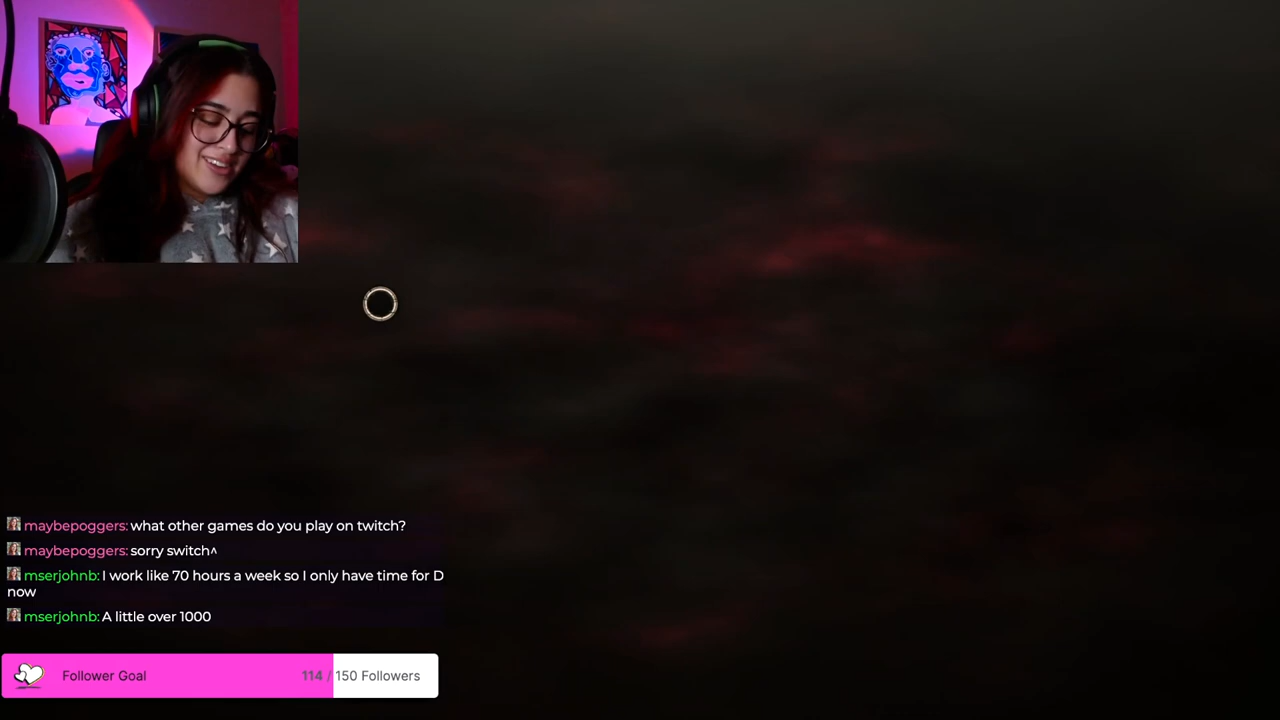 maybepoggers: what other games do you play on twitch?
maybepoggers: sorry switch^
mserjohnb: I work like 70 hours a week so I only have time for D
now
mserjohnb: A little over 1000
Follower Goal 114 / 150 Followers